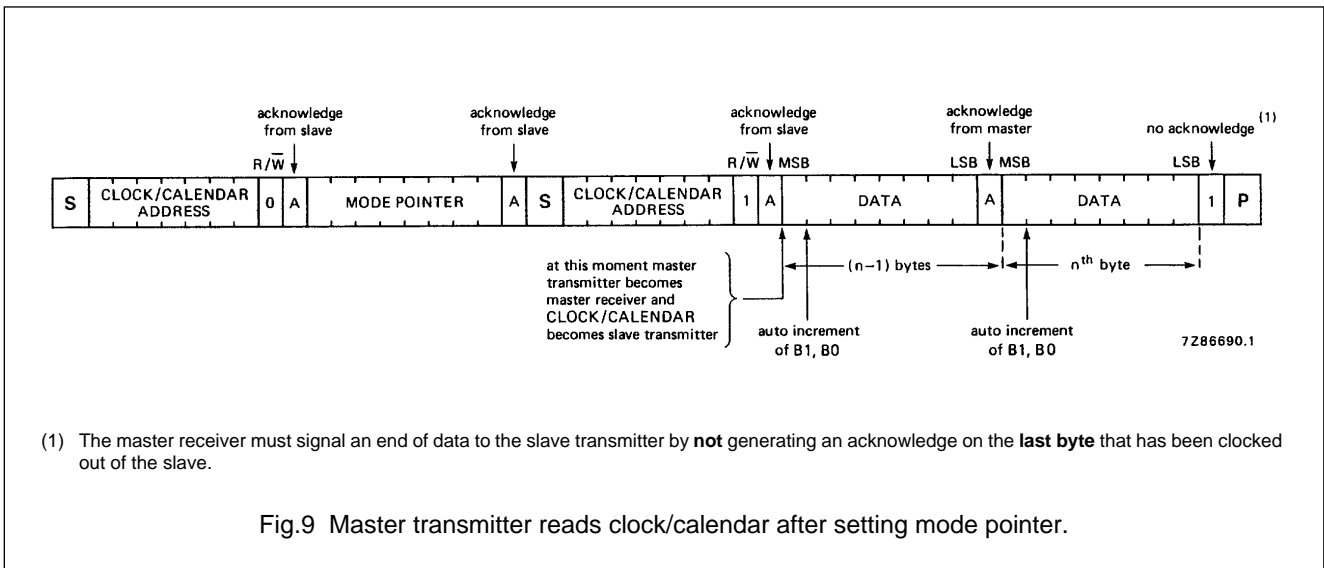 acknowledge from slave
acknowledge from slave
acknowledge from slave
acknowledge from master
no acknowledge (1)
R/W̅
R/W̅ MSB
LSB MSB
LSB
S CLOCK/CALENDAR ADDRESS 0 A MODE POINTER A S CLOCK/CALENDAR ADDRESS 1 A DATA A DATA 1 P
at this moment master
transmitter becomes
master receiver and
CLOCK/CALENDAR
becomes slave transmitter
(n−1) bytes
nth byte
auto increment
of B1, B0
auto increment
of B1, B0
7Z86690.1
(1) The master receiver must signal an end of data to the slave transmitter by not generating an acknowledge on the last byte that has been clocked
out of the slave.
Fig.9 Master transmitter reads clock/calendar after setting mode pointer.